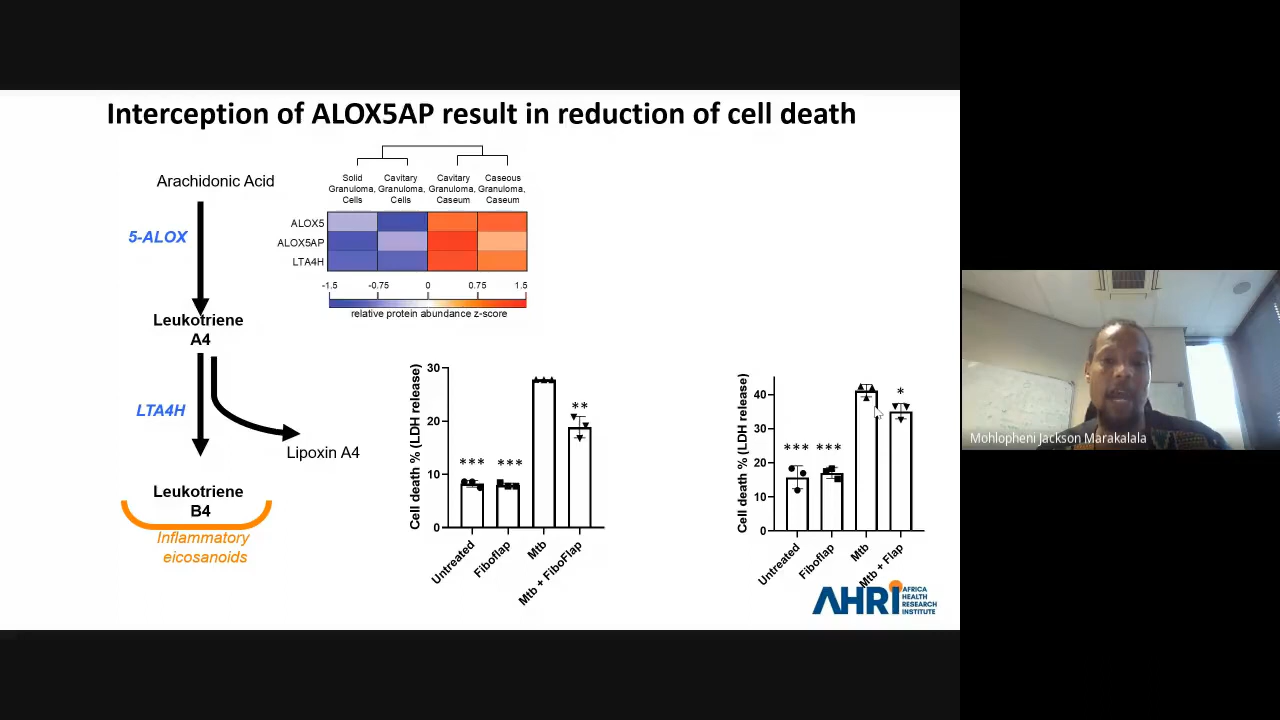 Interception of ALOX5AP result in reduction of cell death
Arachidonic Acid
5-ALOX
Leukotriene
A4
LTA4H
Lipoxin A4
Leukotriene
B4
Inflammatory
eicosanoids
Solid
Granuloma,
Cells
Cavitary
Granuloma,
Cells
Cavitary
Granuloma,
Caseum
Caseous
Granuloma,
Caseum
ALOX5
ALOX5AP
LTA4H
-1.5 -0.75 0 0.75 1.5
relative protein abundance z-score
Cell death % (LDH release)
30
20
10
0
*** *** **
Untreated
Fiboflap
Mtb
Mtb + FiboFlap
Cell death % (LDH release)
40
30
20
10
0
*** *** *
Untreated
Fiboflap
Mtb
Mtb + Flap
AHRI
AFRICA
HEALTH
RESEARCH
INSTITUTE
Mohlopheni Jackson Marakalala